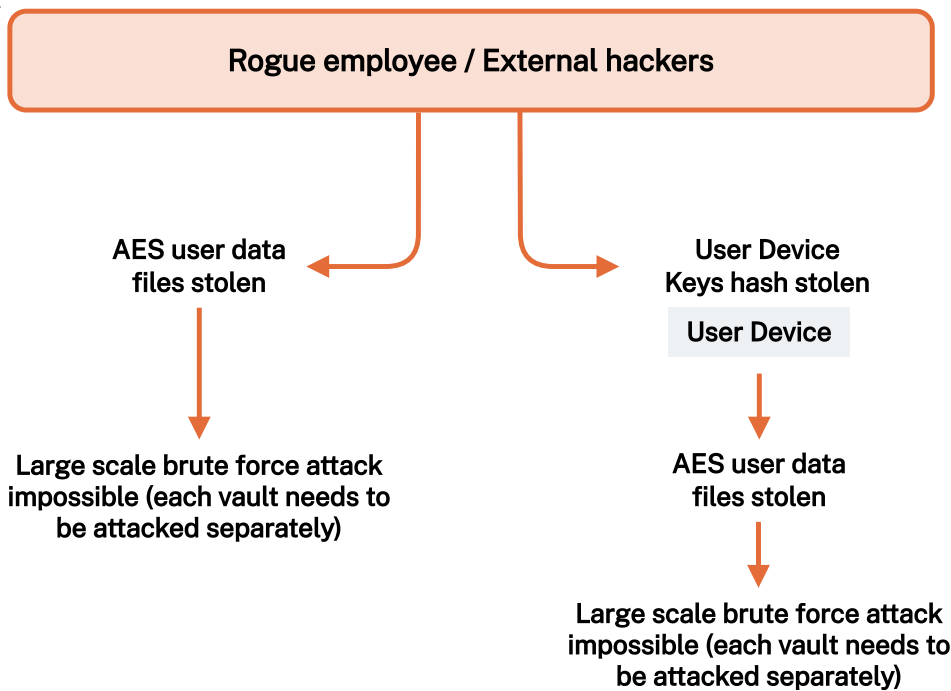 Rogue employee / External hackers
AES user data
files stolen
Large scale brute force attack
impossible (each vault needs to
be attacked separately)
User Device
Keys hash stolen
User Device
AES user data
files stolen
Large scale brute force attack
impossible (each vault needs to
be attacked separately)